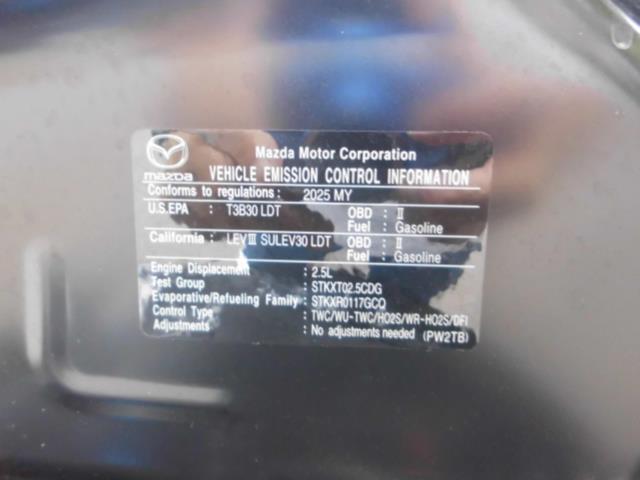 mazda
Mazda Motor Corporation
VEHICLE EMISSION CONTROL INFORMATION
Conforms to regulations : 2025 MY
U.S.EPA : T3B30 LDT OBD : II
Fuel : Gasoline
California : LEVIII SULEV30 LDT OBD : II
Fuel : Gasoline
Engine Displacement : 2.5L
Test Group : STKXT02.5CDG
Evaporative/Refueling Family : STKXR0117GCQ
Control Type : TWC/WU-TWC/HO2S/WR-HO2S/DFI
Adjustments : No adjustments needed (PW2TB)